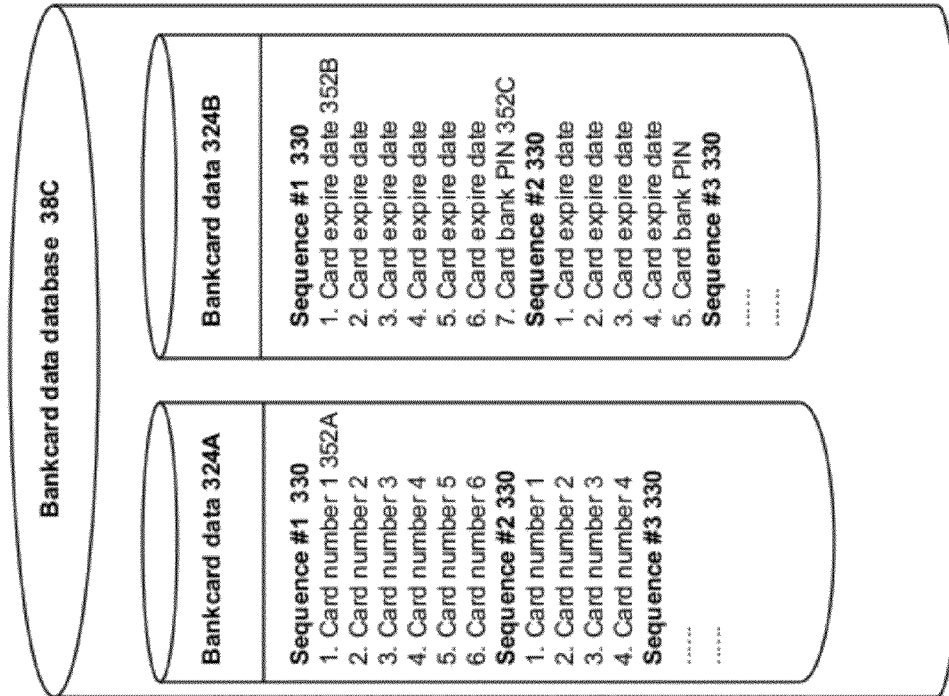 Bankcard data database 38C
Bankcard data 324A
Sequence #1 330
1. Card number 1 352A
2. Card number 2
3. Card number 3
4. Card number 4
5. Card number 5
6. Card number 6
Sequence #2 330
1. Card number 1
2. Card number 2
3. Card number 3
4. Card number 4
Sequence #3 330
......
......
Bankcard data 324B
Sequence #1 330
1. Card expire date 352B
2. Card expire date
3. Card expire date
4. Card expire date
5. Card expire date
6. Card expire date
7. Card bank PIN 352C
Sequence #2 330
1. Card expire date
2. Card expire date
3. Card expire date
4. Card expire date
5. Card bank PIN
Sequence #3 330
......
......